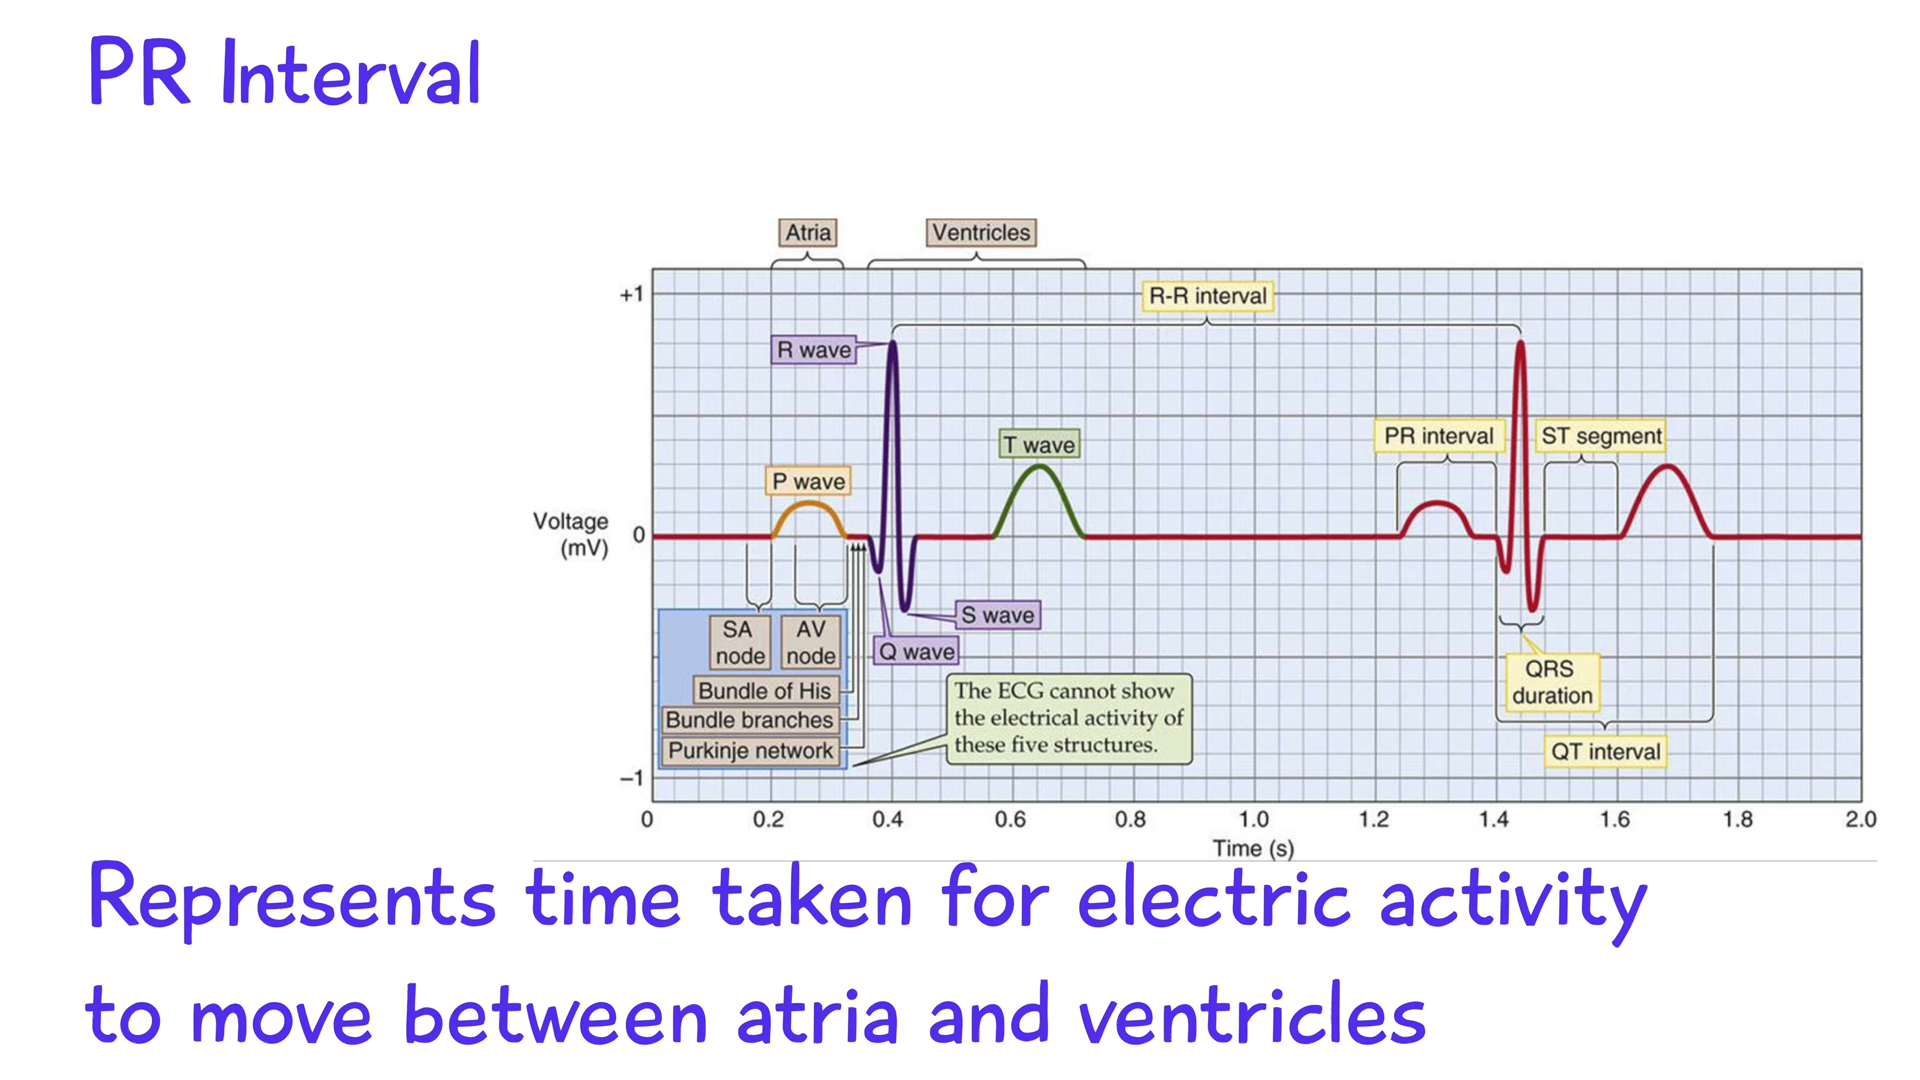 PR Interval
Atria
Ventricles
+1
R-R interval
R wave
PR interval
ST segment
T wave
P wave
Voltage
(mV)
0
S wave
SA
node
AV
node
Q wave
QRS
duration
Bundle of His
Bundle branches
Purkinje network
The ECG cannot show
the electrical activity of
these five structures.
QT interval
−1
0 0.2 0.4 0.6 0.8 1.0 1.2 1.4 1.6 1.8 2.0
Time (s)
Represents time taken for electric activity
to move between atria and ventricles